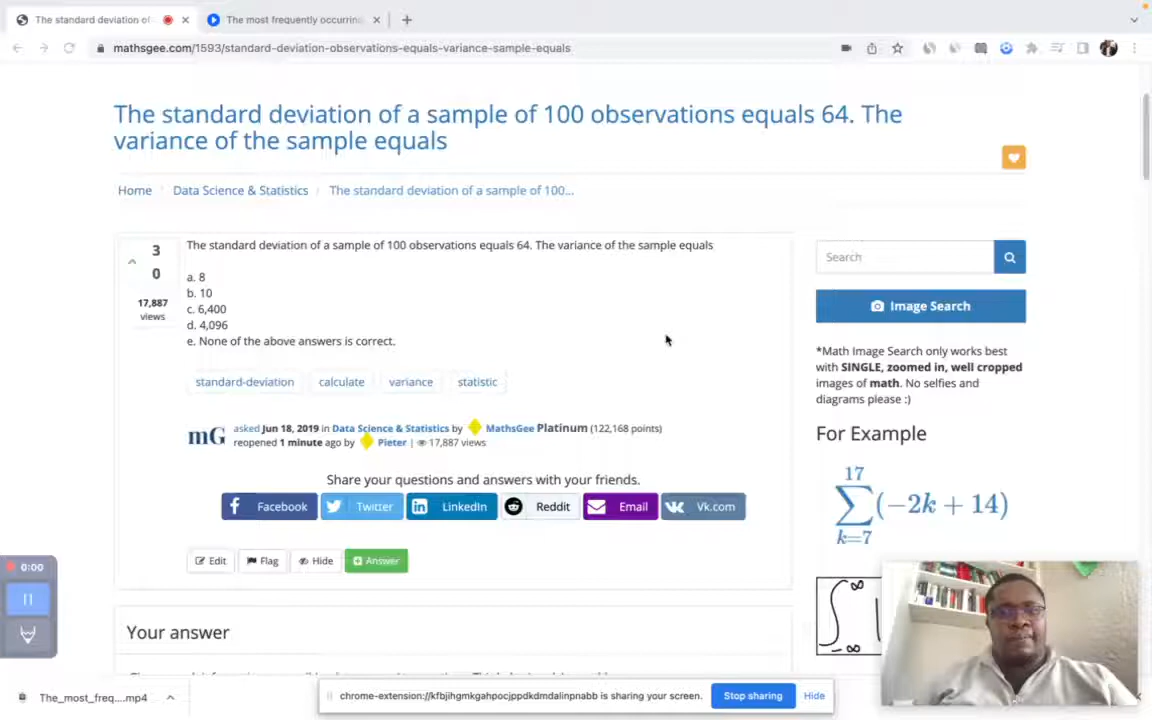 The standard deviation of
The most frequently occurrin
mathsgee.com/1593/standard-deviation-observations-equals-variance-sample-equals
The standard deviation of a sample of 100 observations equals 64. The
variance of the sample equals
Home / Data Science & Statistics / The standard deviation of a sample of 100...
3
0
17,887
views
The standard deviation of a sample of 100 observations equals 64. The variance of the sample equals
a. 8
b. 10
c. 6,400
d. 4,096
e. None of the above answers is correct.
standard-deviation calculate variance statistic
mG
asked Jun 18, 2019 in Data Science & Statistics by MathsGee Platinum (122,168 points)
reopened 1 minute ago by Pieter | 17,887 views
Share your questions and answers with your friends.
Facebook Twitter LinkedIn Reddit Email Vk.com
Edit Flag Hide Answer
Your answer
Search
Image Search
*Math Image Search only works best
with SINGLE, zoomed in, well cropped
images of math. No selfies and
diagrams please :)
For Example
17
∑(−2k + 14)
k=7
∞
∫
−∞
0:00
The_most_freq....mp4
chrome-extension://kfbjihgmkgahpocjppdkdmdalinpnabb is sharing your screen. Stop sharing Hide